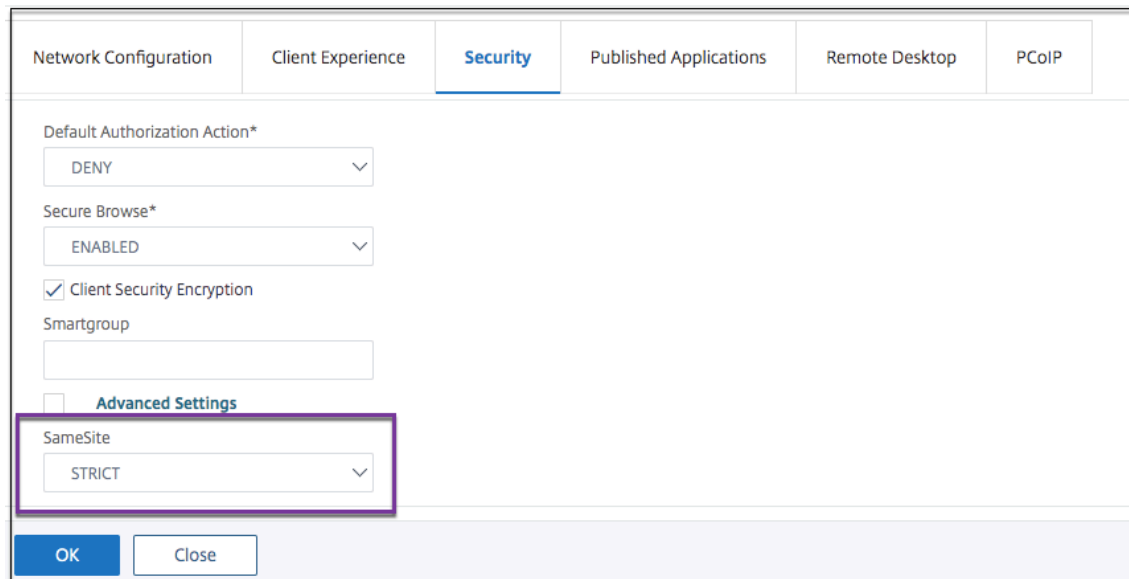 Network Configuration Client Experience Security Published Applications Remote Desktop PCoIP
Default Authorization Action*
DENY
Secure Browse*
ENABLED
Client Security Encryption
Smartgroup
Advanced Settings
SameSite
STRICT
OK Close